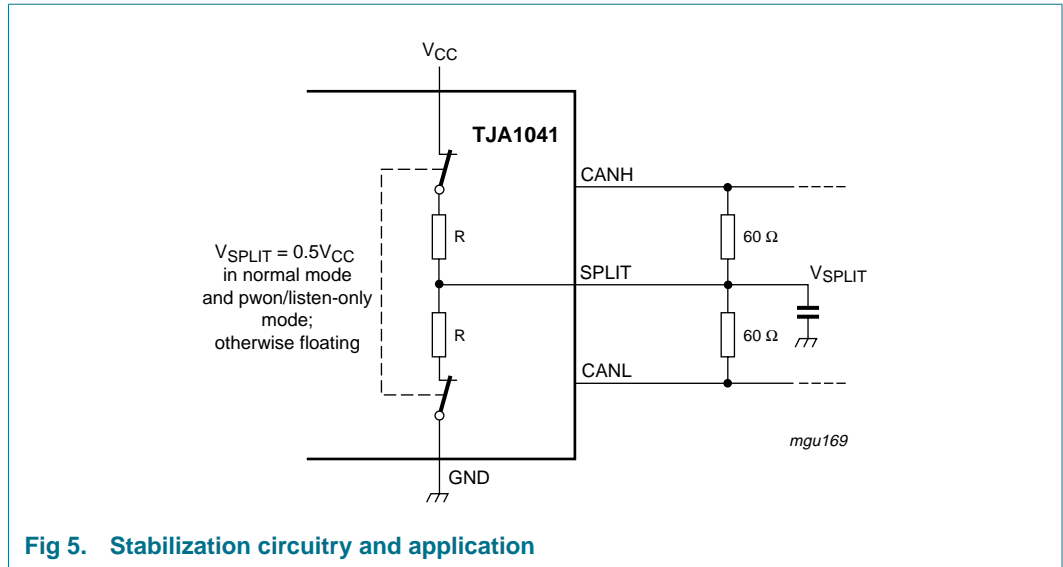 VCC
TJA1041
CANH
R
60 Ω
VSPLIT = 0.5VCC
in normal mode
and pwon/listen-only
mode;
otherwise floating
SPLIT
VSPLIT
R
60 Ω
CANL
mgu169
GND
Fig 5. Stabilization circuitry and application